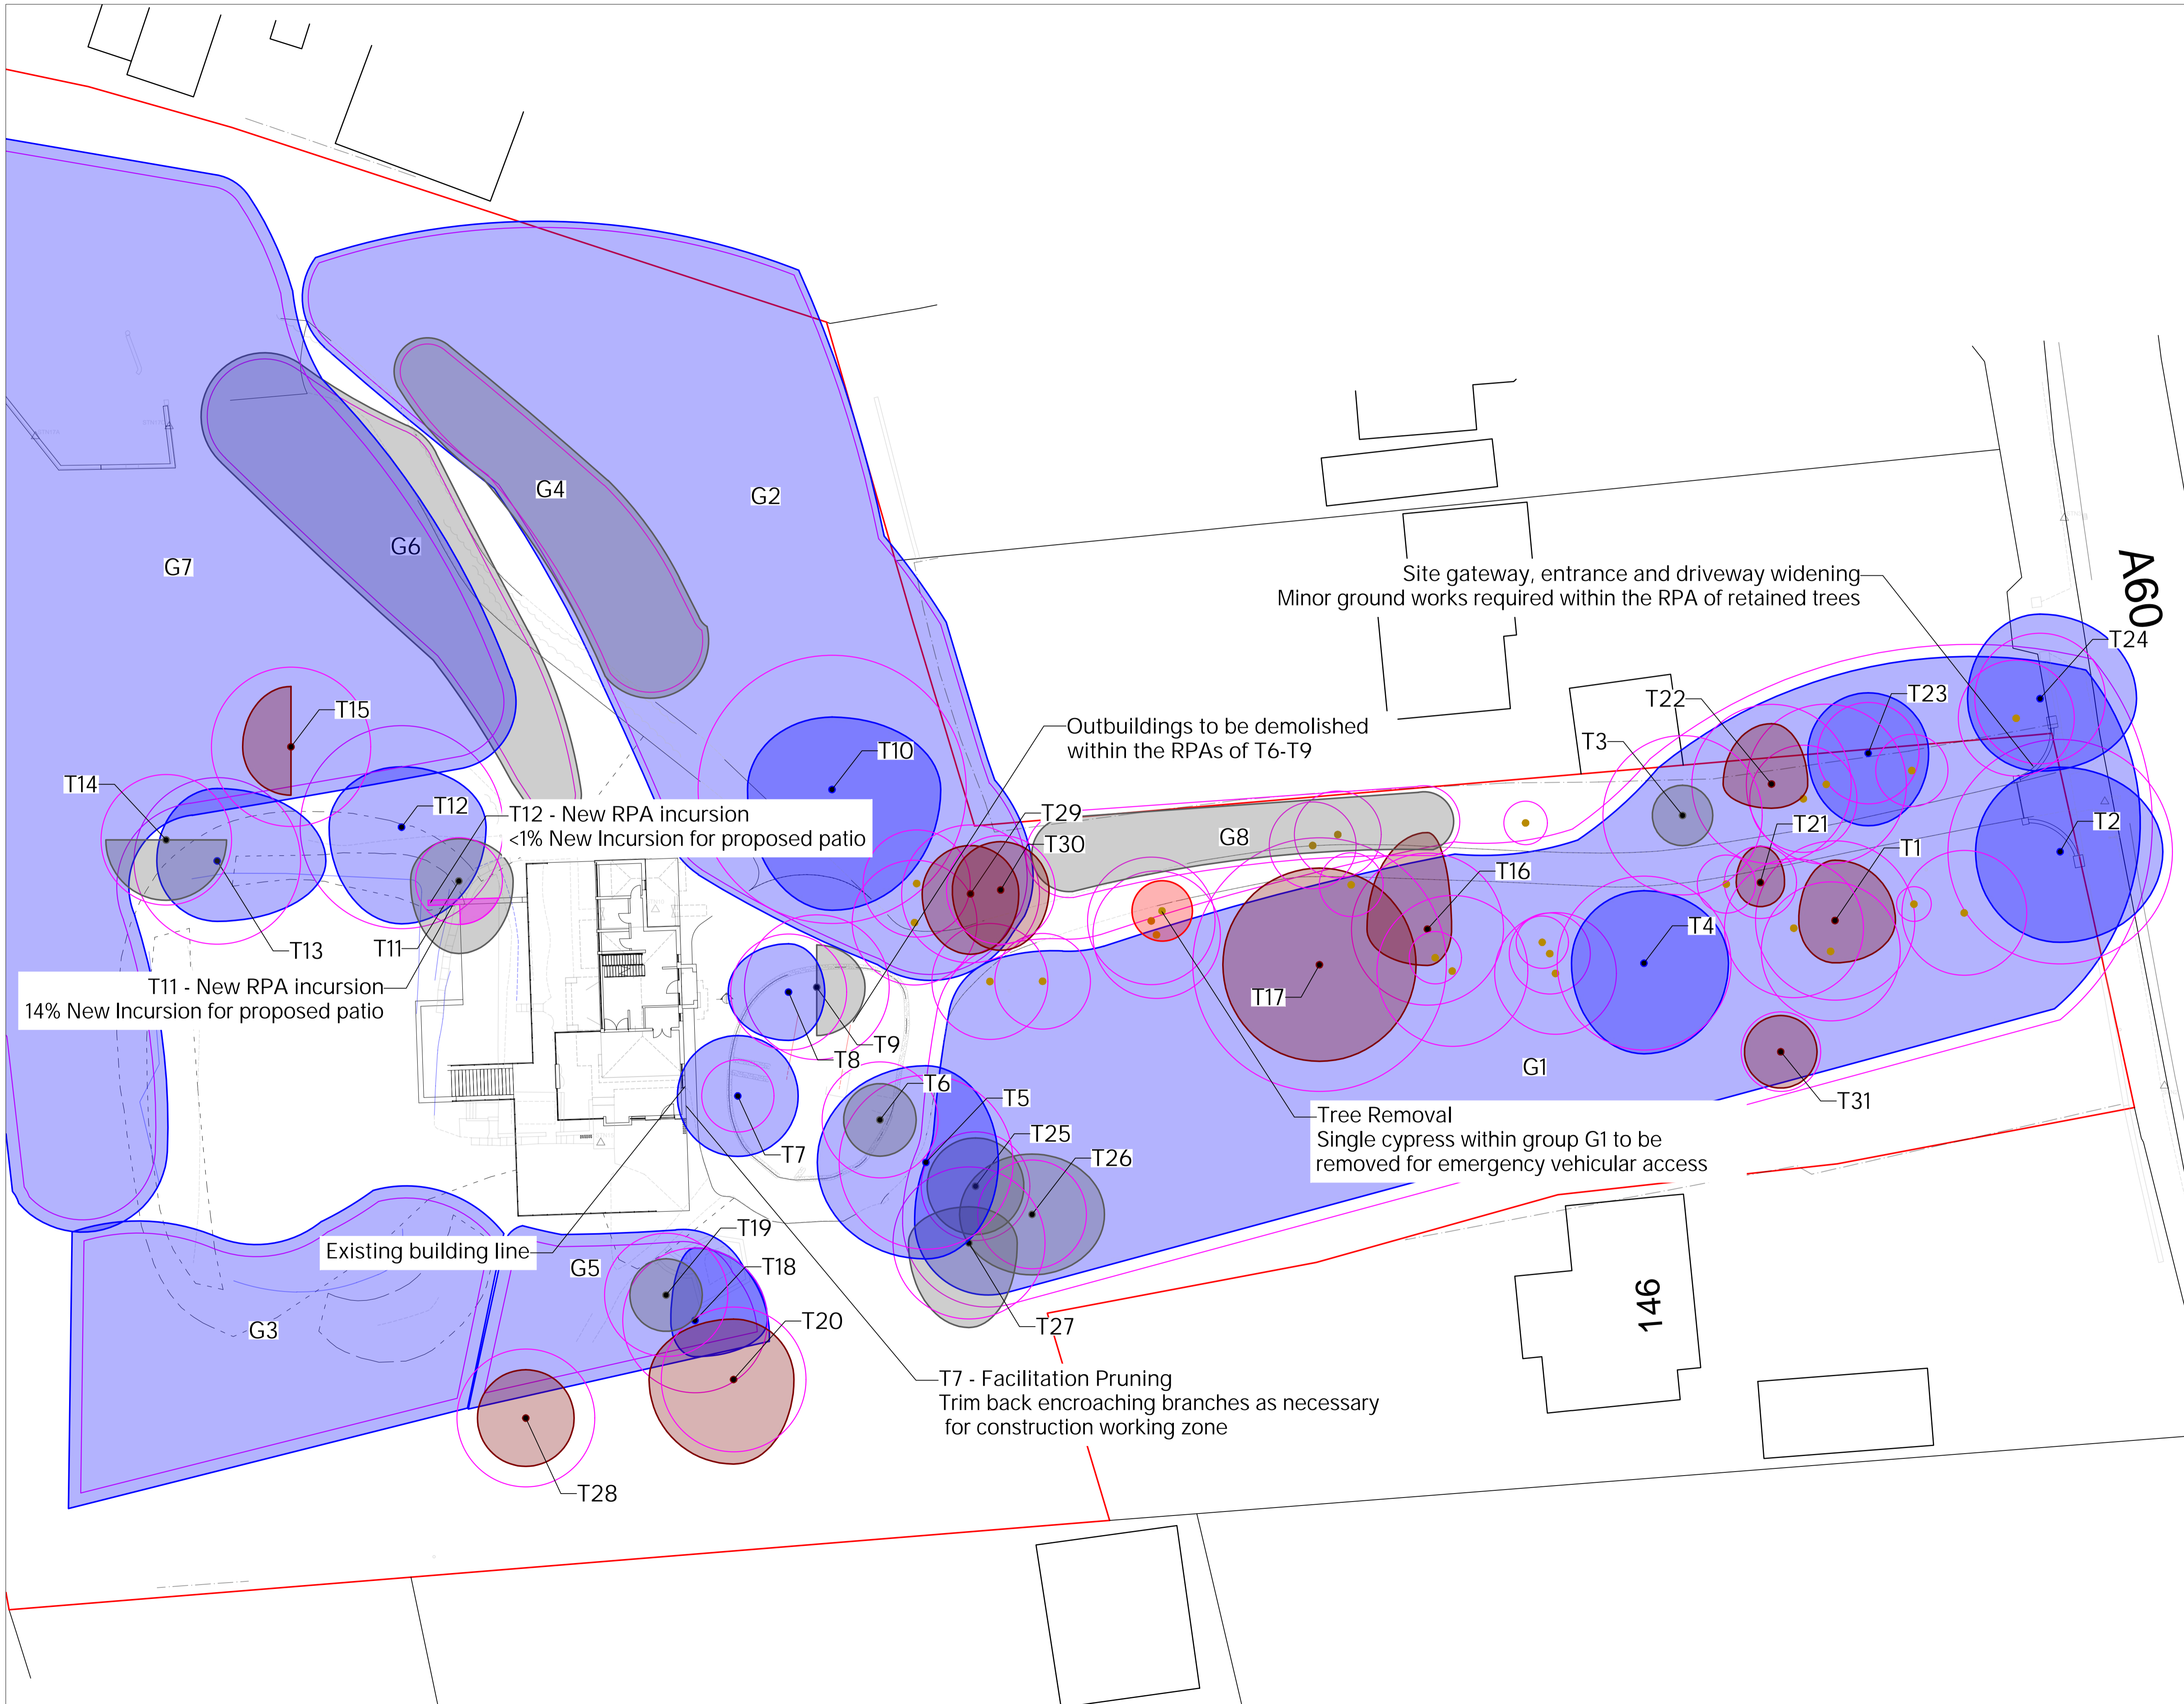 G4
G2
G6
G7
A60
Site gateway, entrance and driveway widening
Minor ground works required within the RPA of retained trees
T24
T22
T23
T15
Outbuildings to be demolished
within the RPAs of T6-T9
T3
T10
T14
T12
T12 - New RPA incursion
<1% New Incursion for proposed patio
T29
T30
G8
T21
T1
T2
T16
T13
T11
T4
T11 - New RPA incursion
14% New Incursion for proposed patio
T17
T8
T9
G1
T6
T5
T31
Tree Removal
Single cypress within group G1 to be
removed for emergency vehicular access
T7
T25
T26
T19
Existing building line
G5
T18
G3
T20
T27
146
T7 - Facilitation Pruning
Trim back encroaching branches as necessary
for construction working zone
T28